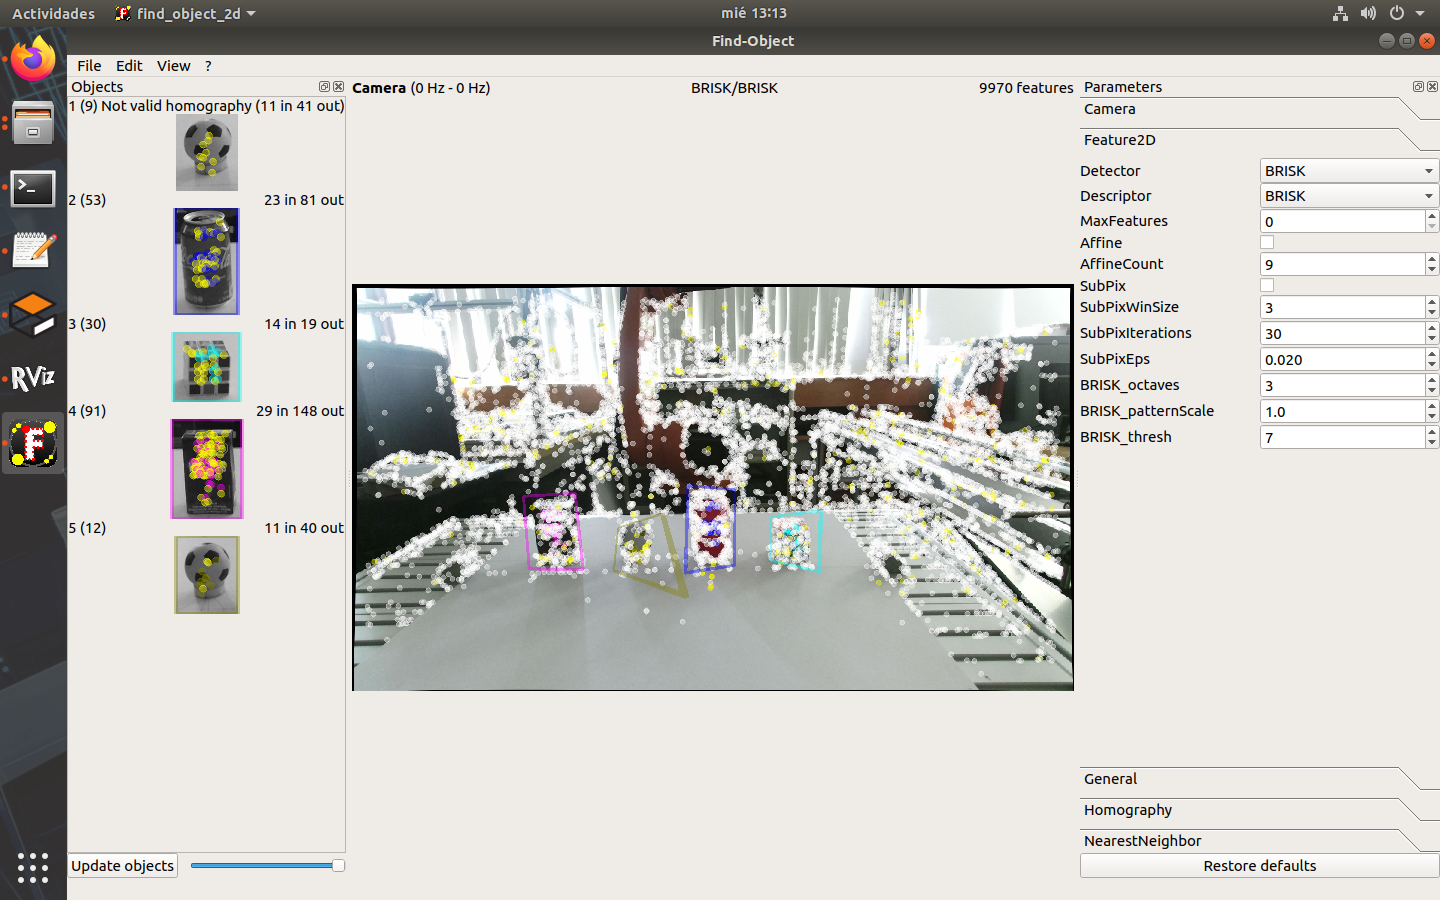 Actividades find_object_2d mié 13:13
Find-Object
File Edit View ?
Objects
1 (9) Not valid homography (11 in 41 out)
2 (53) 23 in 81 out
3 (30) 14 in 19 out
4 (91) 29 in 148 out
5 (12) 11 in 40 out
Update objects
Camera (0 Hz - 0 Hz) BRISK/BRISK 9970 features
Parameters
Camera
Feature2D
Detector BRISK
Descriptor BRISK
MaxFeatures 0
Affine
AffineCount 9
SubPix
SubPixWinSize 3
SubPixIterations 30
SubPixEps 0.020
BRISK_octaves 3
BRISK_patternScale 1.0
BRISK_thresh 7
General
Homography
NearestNeighbor
Restore defaults
RViz
F